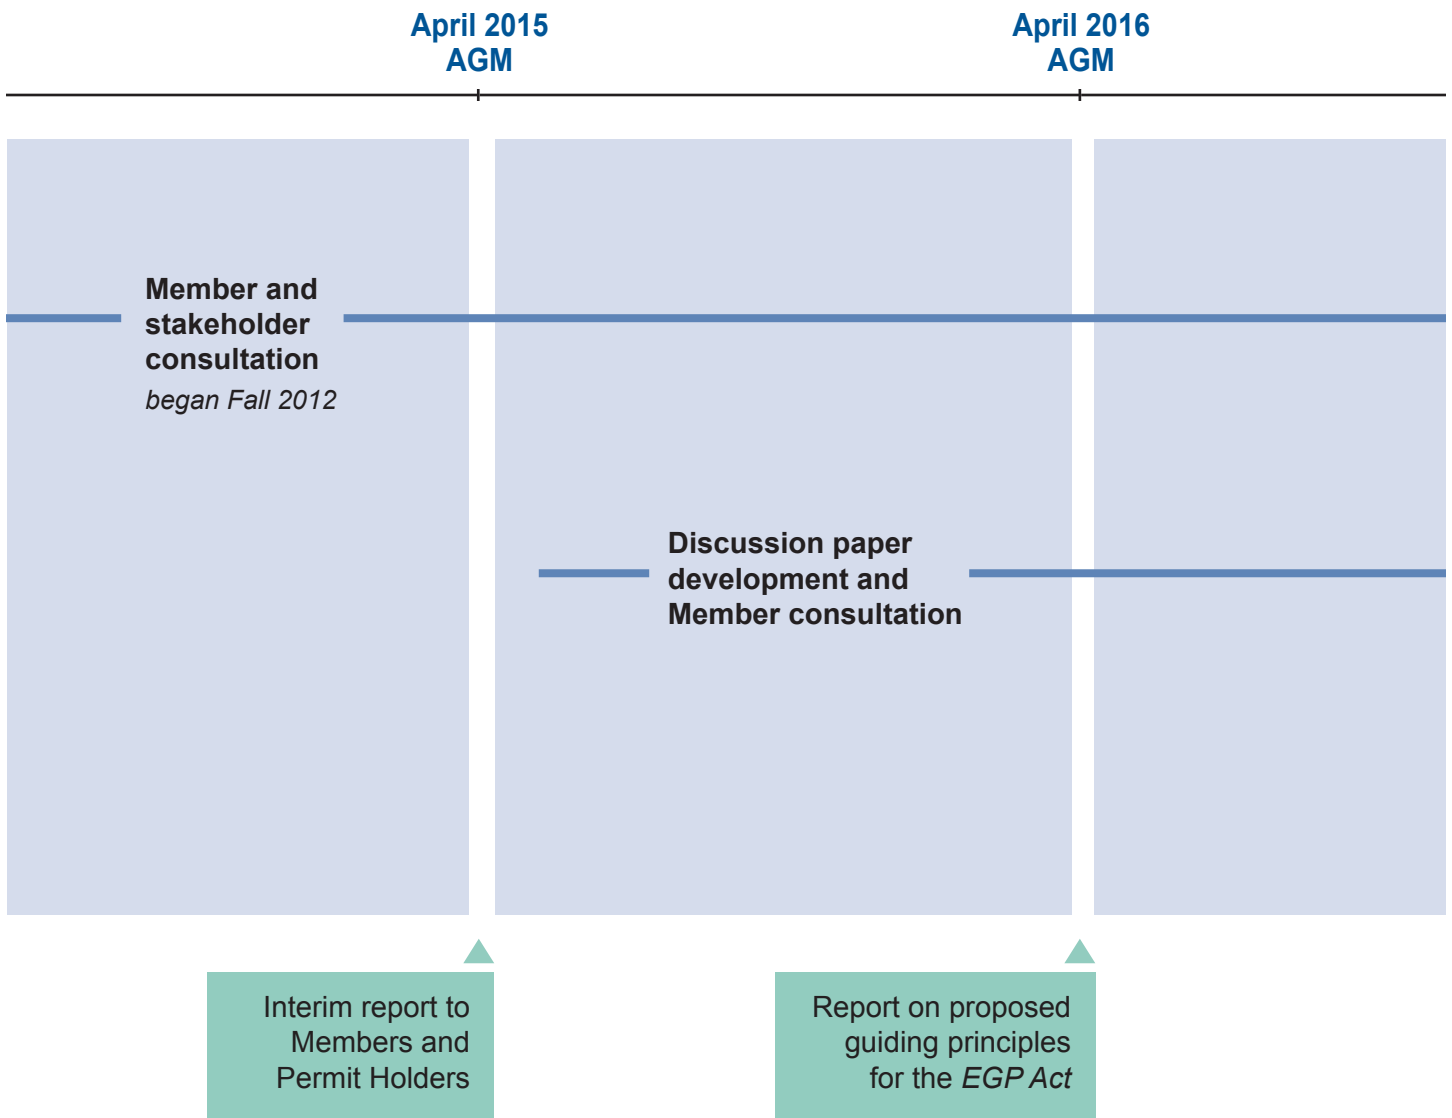 April 2015
AGM
April 2016
AGM
Member and
stakeholder
consultation
began Fall 2012
Discussion paper
development and
Member consultation
Interim report to
Members and
Permit Holders
Report on proposed
guiding principles
for the EGP Act